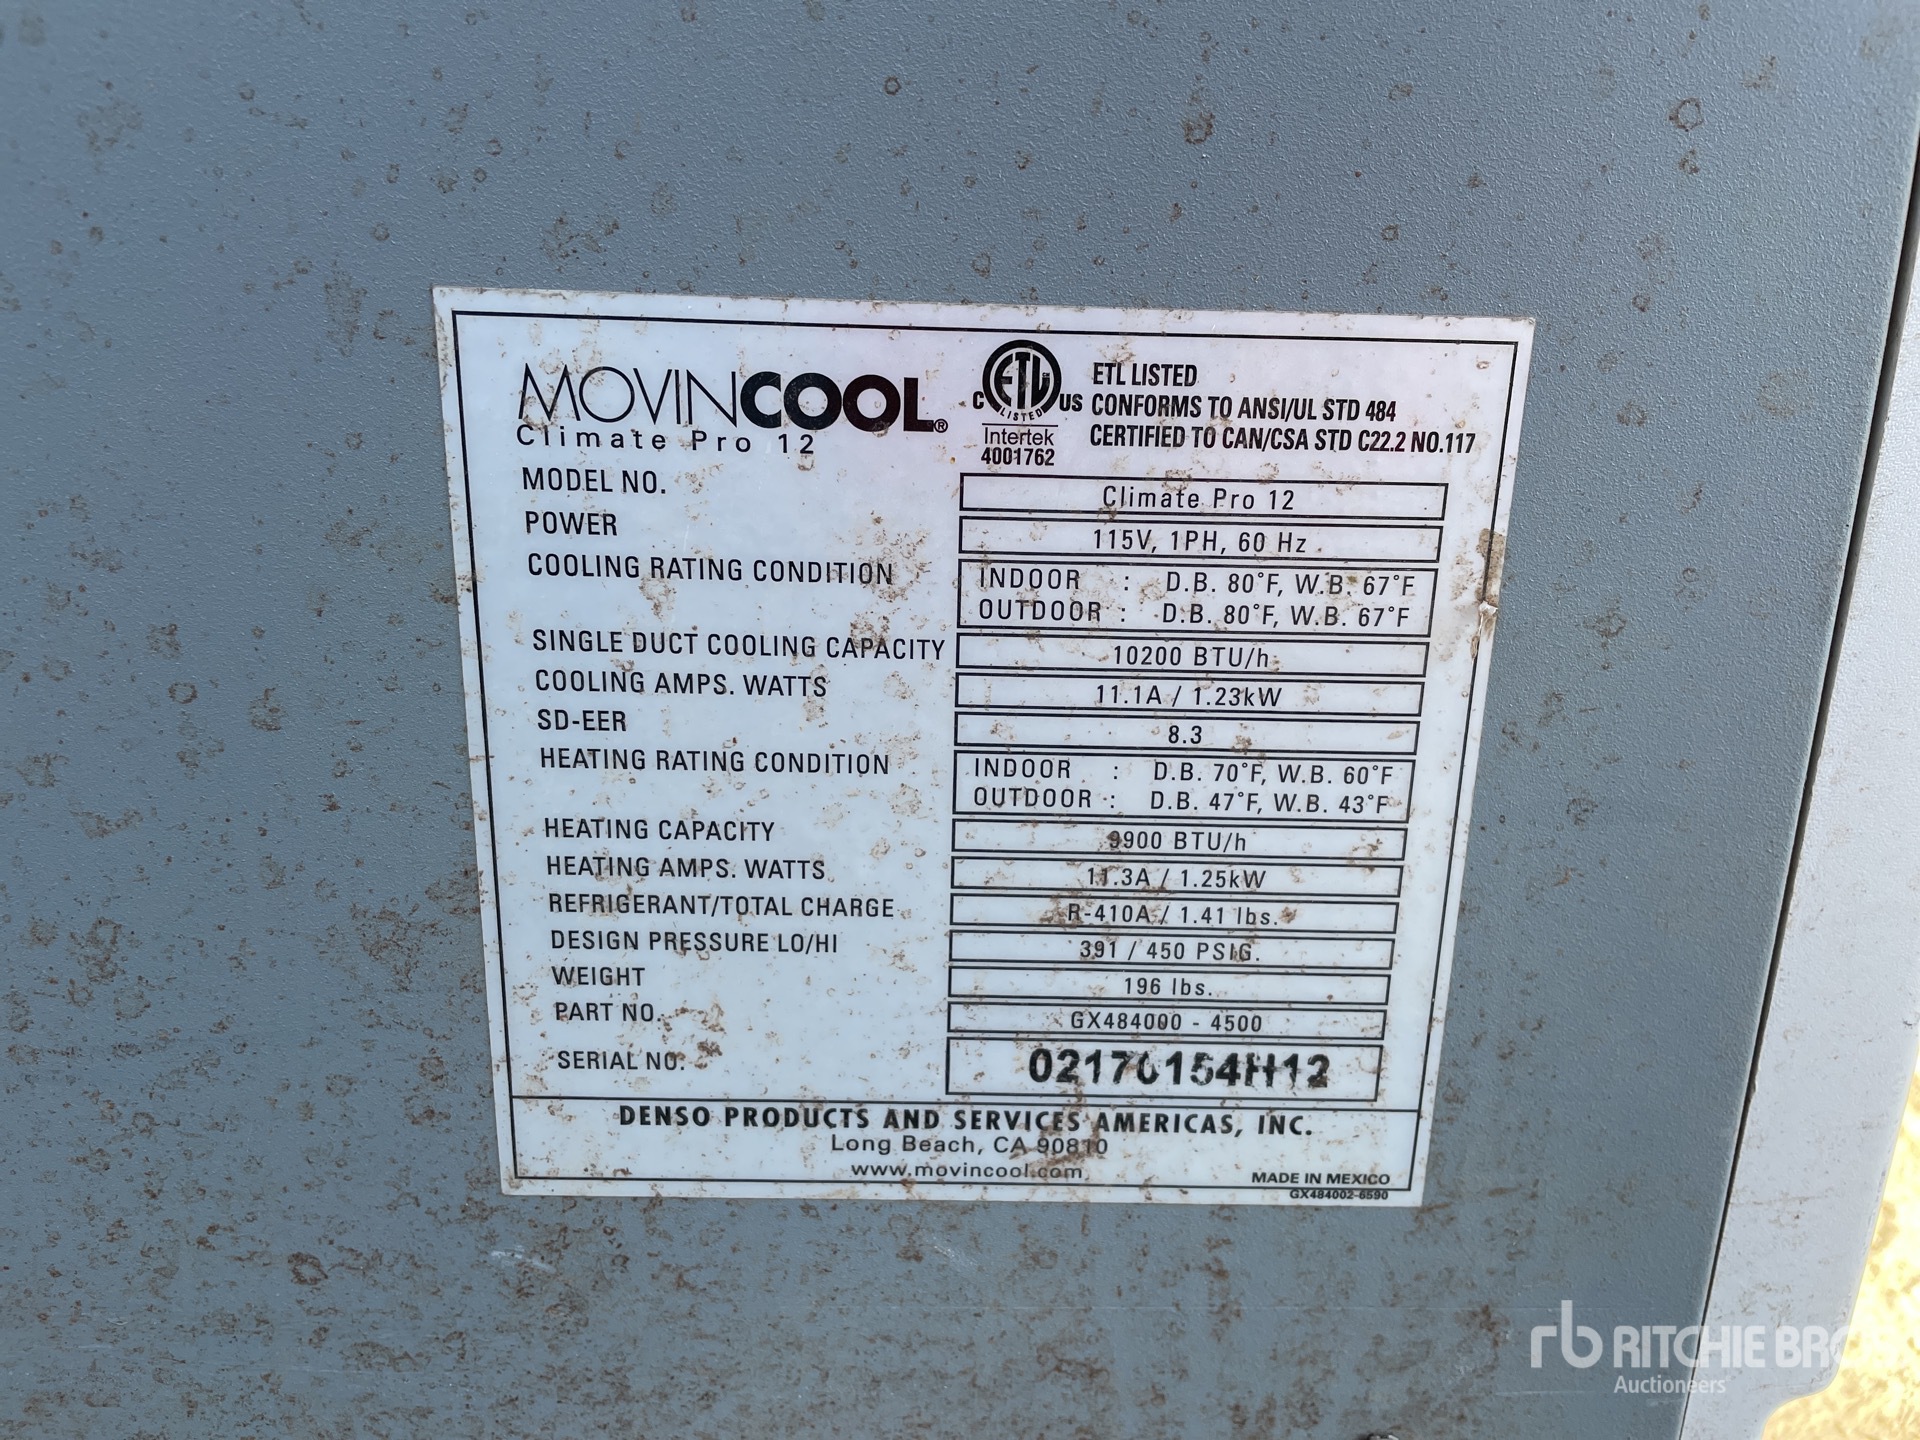 MOVINCOOL®
Climate Pro 12
C ETL CM LISTED US
Intertek
4001762
ETL LISTED
CONFORMS TO ANSI/UL STD 484
CERTIFIED TO CAN/CSA STD C22.2 NO.117
MODEL NO. Climate Pro 12
POWER 115V, 1PH, 60 Hz
COOLING RATING CONDITION INDOOR : D.B. 80°F, W.B. 67°F
OUTDOOR : D.B. 80°F, W.B. 67°F
SINGLE DUCT COOLING CAPACITY 10200 BTU/h
COOLING AMPS. WATTS 11.1A / 1.23kW
SD-EER 8.3
HEATING RATING CONDITION INDOOR : D.B. 70°F, W.B. 60°F
OUTDOOR : D.B. 47°F, W.B. 43°F
HEATING CAPACITY 9900 BTU/h
HEATING AMPS. WATTS 11.3A / 1.25kW
REFRIGERANT/TOTAL CHARGE R-410A / 1.41 lbs.
DESIGN PRESSURE LO/HI 391 / 450 PSIG.
WEIGHT 196 lbs.
PART NO. GX484000 - 4500
SERIAL NO. 02170154H12
DENSO PRODUCTS AND SERVICES AMERICAS, INC.
Long Beach, CA 90810
www.movincool.com
MADE IN MEXICO
GX484002-6590
rb RITCHIE BROS
Auctioneers